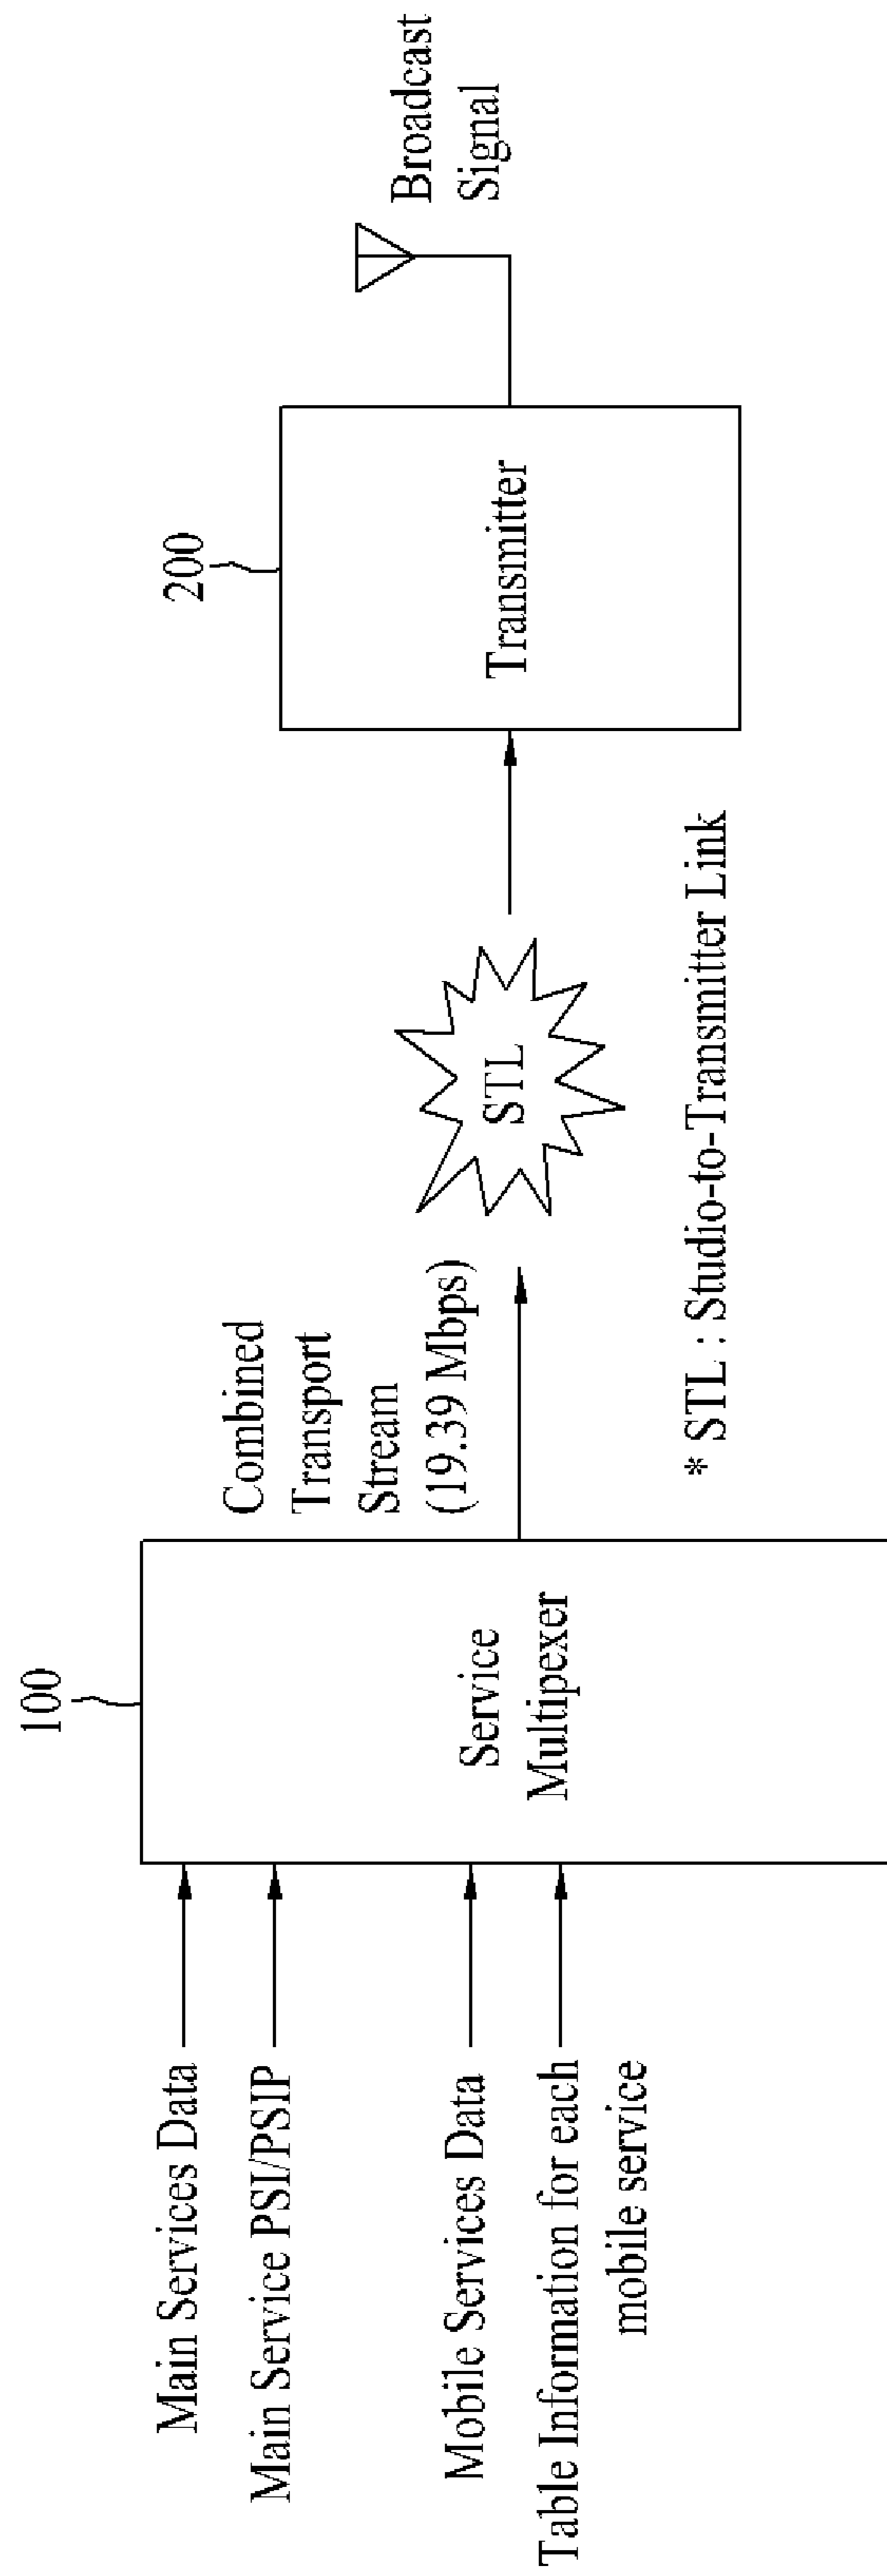 100
Main Services Data
Main Service PSI/PSIP
Mobile Services Data
Table Information for each
mobile service
Service
Multipexer
Combined
Transport
Stream
(19.39 Mbps)
STL
200
Transmitter
Broadcast
Signal
* STL : Studio-to-Transmitter Link